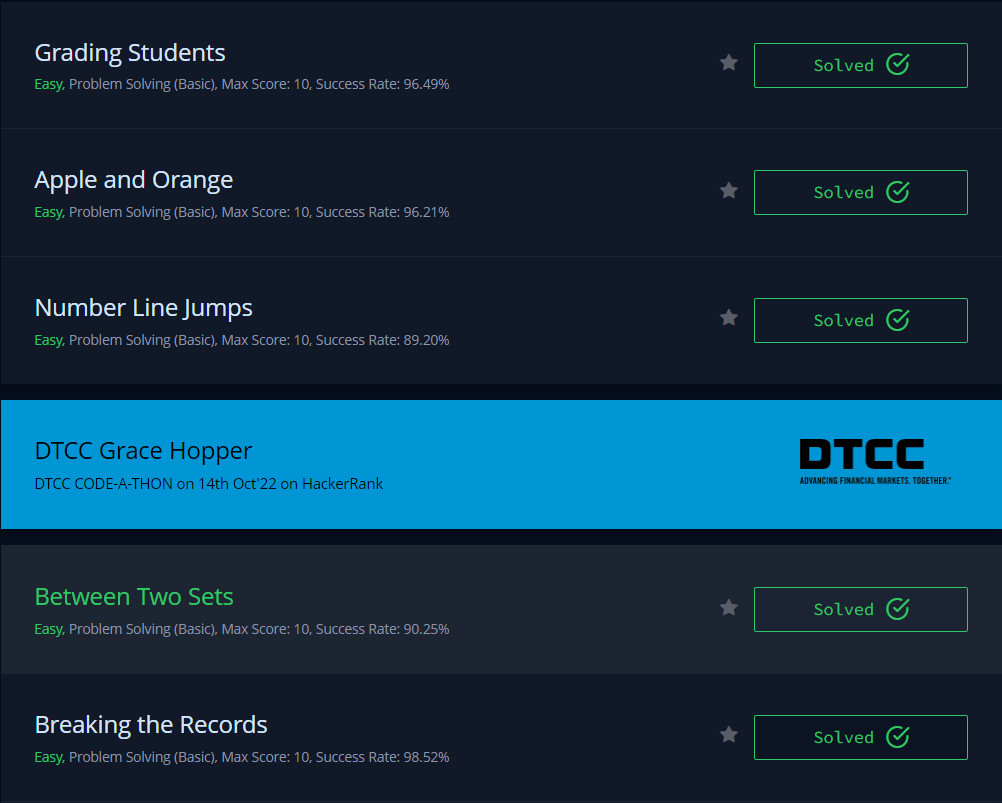 Grading Students
Easy, Problem Solving (Basic), Max Score: 10, Success Rate: 96.49%
Solved
Apple and Orange
Easy, Problem Solving (Basic), Max Score: 10, Success Rate: 96.21%
Solved
Number Line Jumps
Easy, Problem Solving (Basic), Max Score: 10, Success Rate: 89.20%
Solved
DTCC Grace Hopper
DTCC CODE-A-THON on 14th Oct'22 on HackerRank
DTCC
ADVANCING FINANCIAL MARKETS. TOGETHER.™
Between Two Sets
Easy, Problem Solving (Basic), Max Score: 10, Success Rate: 90.25%
Solved
Breaking the Records
Easy, Problem Solving (Basic), Max Score: 10, Success Rate: 98.52%
Solved